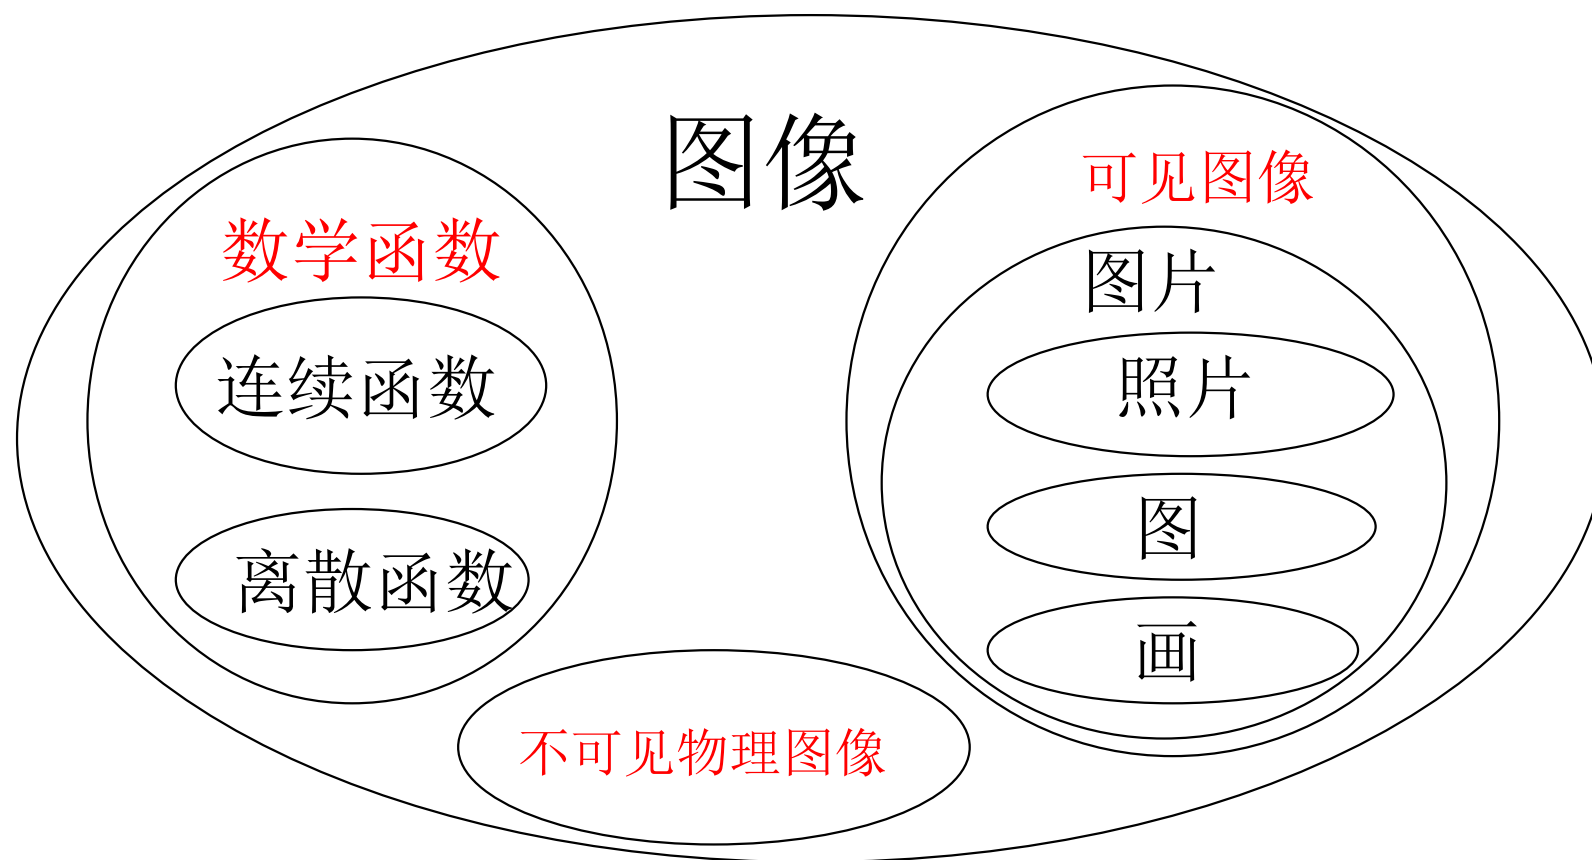 图像
数学函数
连续函数
离散函数
可见图像
图片
照片
图
画
不可见物理图像